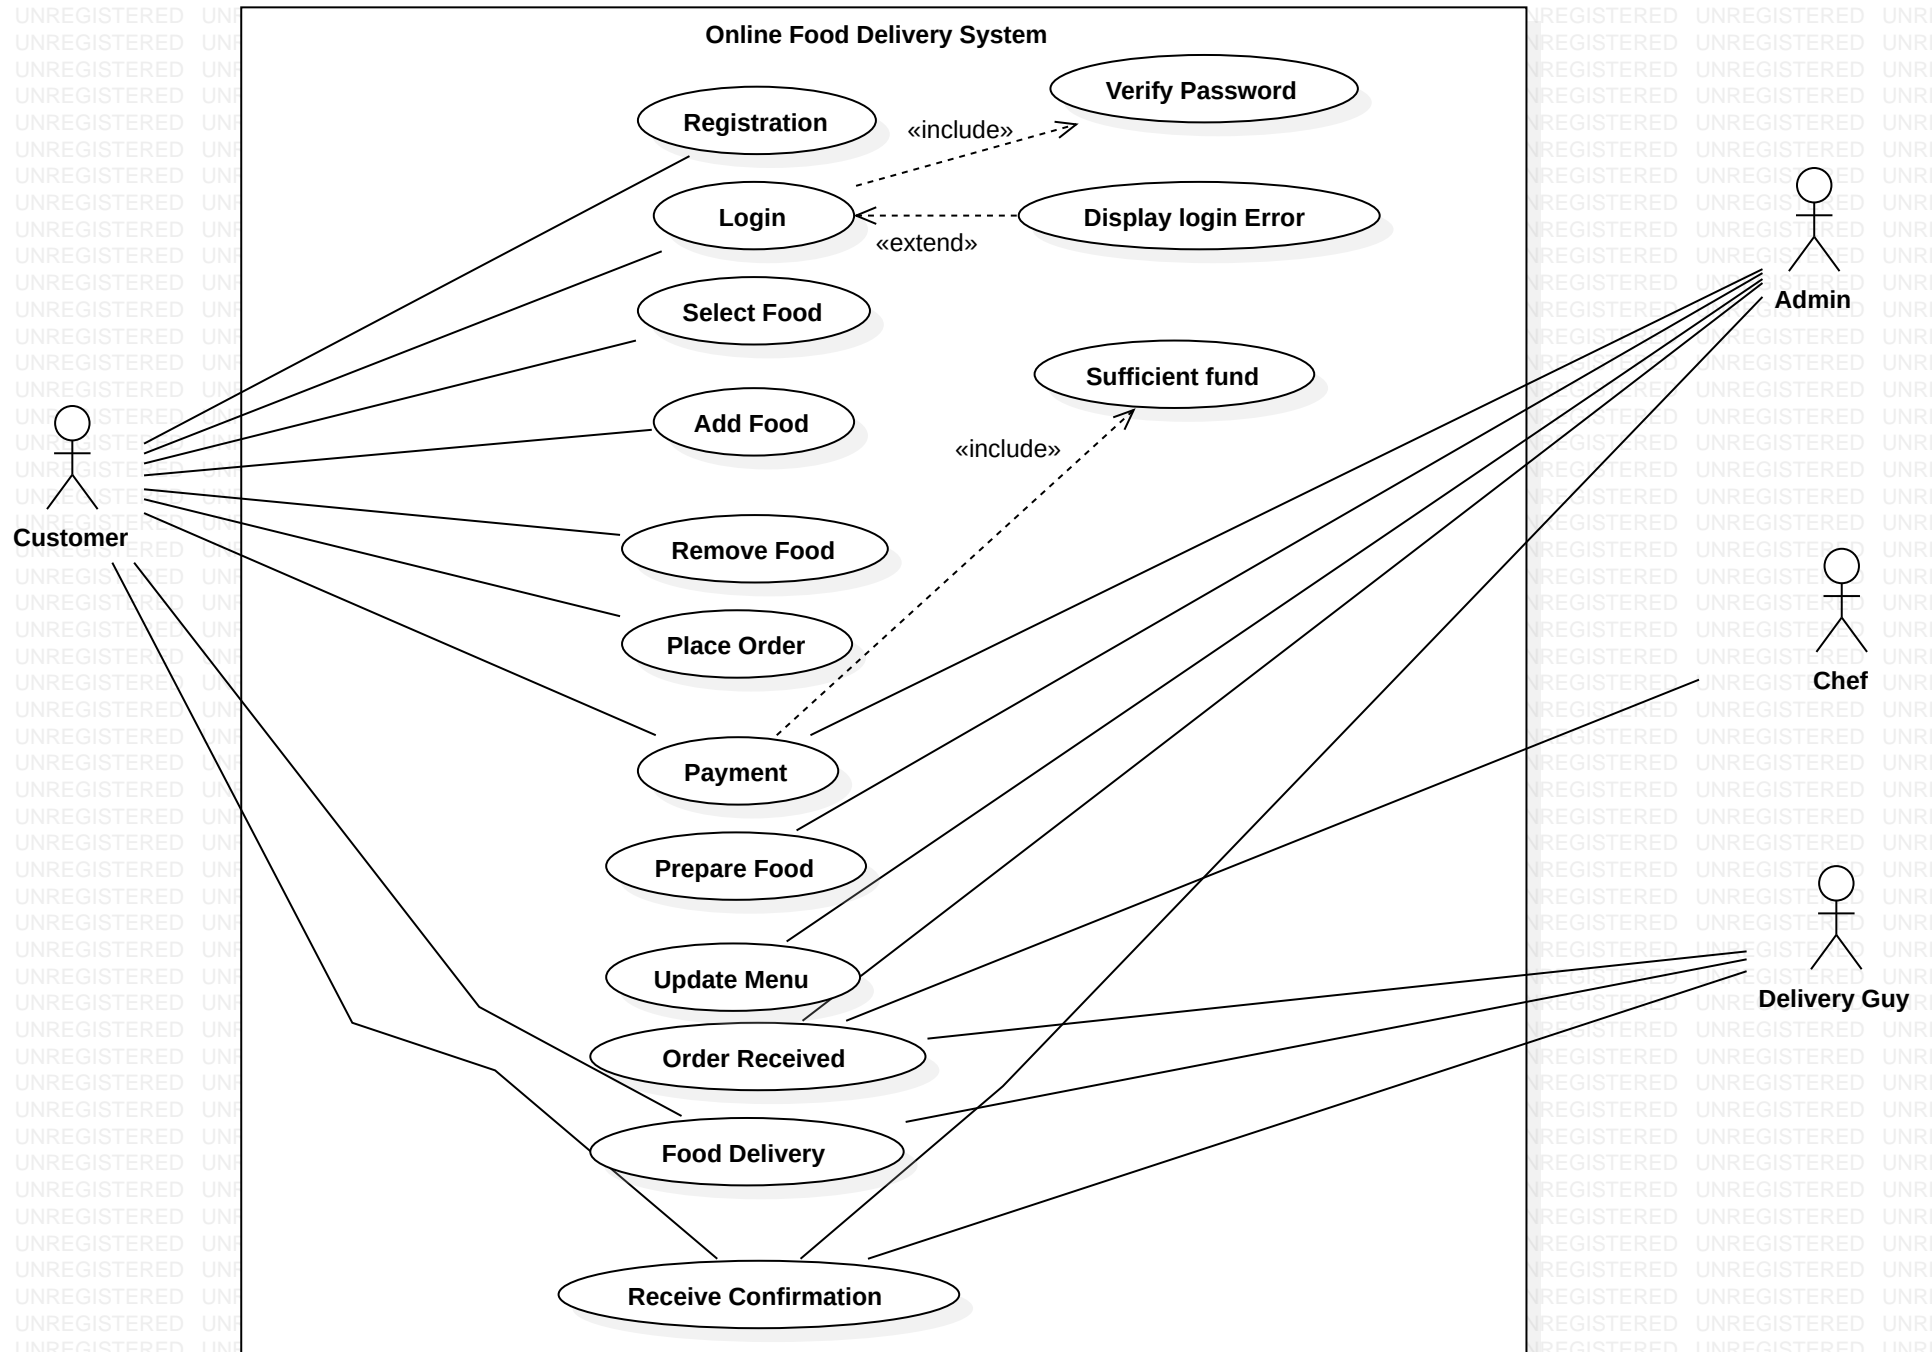 Online Food Delivery System
Verify Password
Registration
«include»
Login
Display login Error
«extend»
Select Food
Admin
Sufficient fund
Add Food
«include»
Customer
Remove Food
Place Order
Chef
Payment
Prepare Food
Update Menu
Delivery Guy
Order Received
Food Delivery
Receive Confirmation
UNREGISTERED